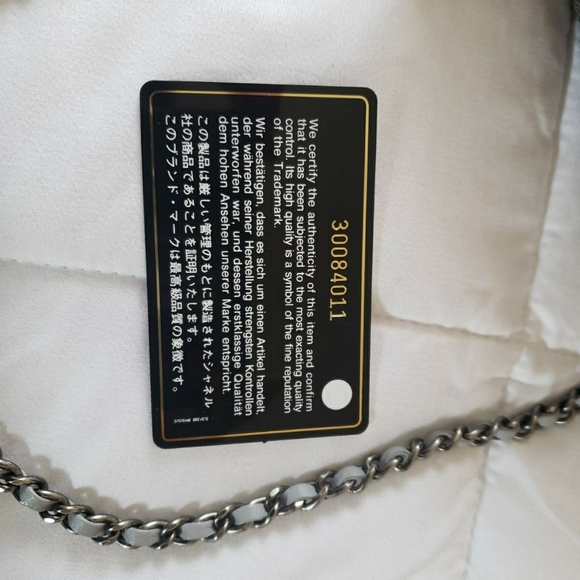 30084011
We certify the authenticity of this item and confirm
that it has been subjected to the most exacting quality
control. Its high quality is a symbol of the fine reputation
of the Trademark.
Wir bestätigen, dass es sich um einen Artikel handelt,
der während seiner Herstellung strengsten Kontrollen
unterworfen war, und dessen erstklassige Qualität
dem hohen Ansehen unserer Marke entspricht.
この製品は厳しい管理のもとに製造されたシャネル
社の商品であることを証明いたします。
このブランド・マークは最高級品質の象徴です。
SYSTEME BREVETE